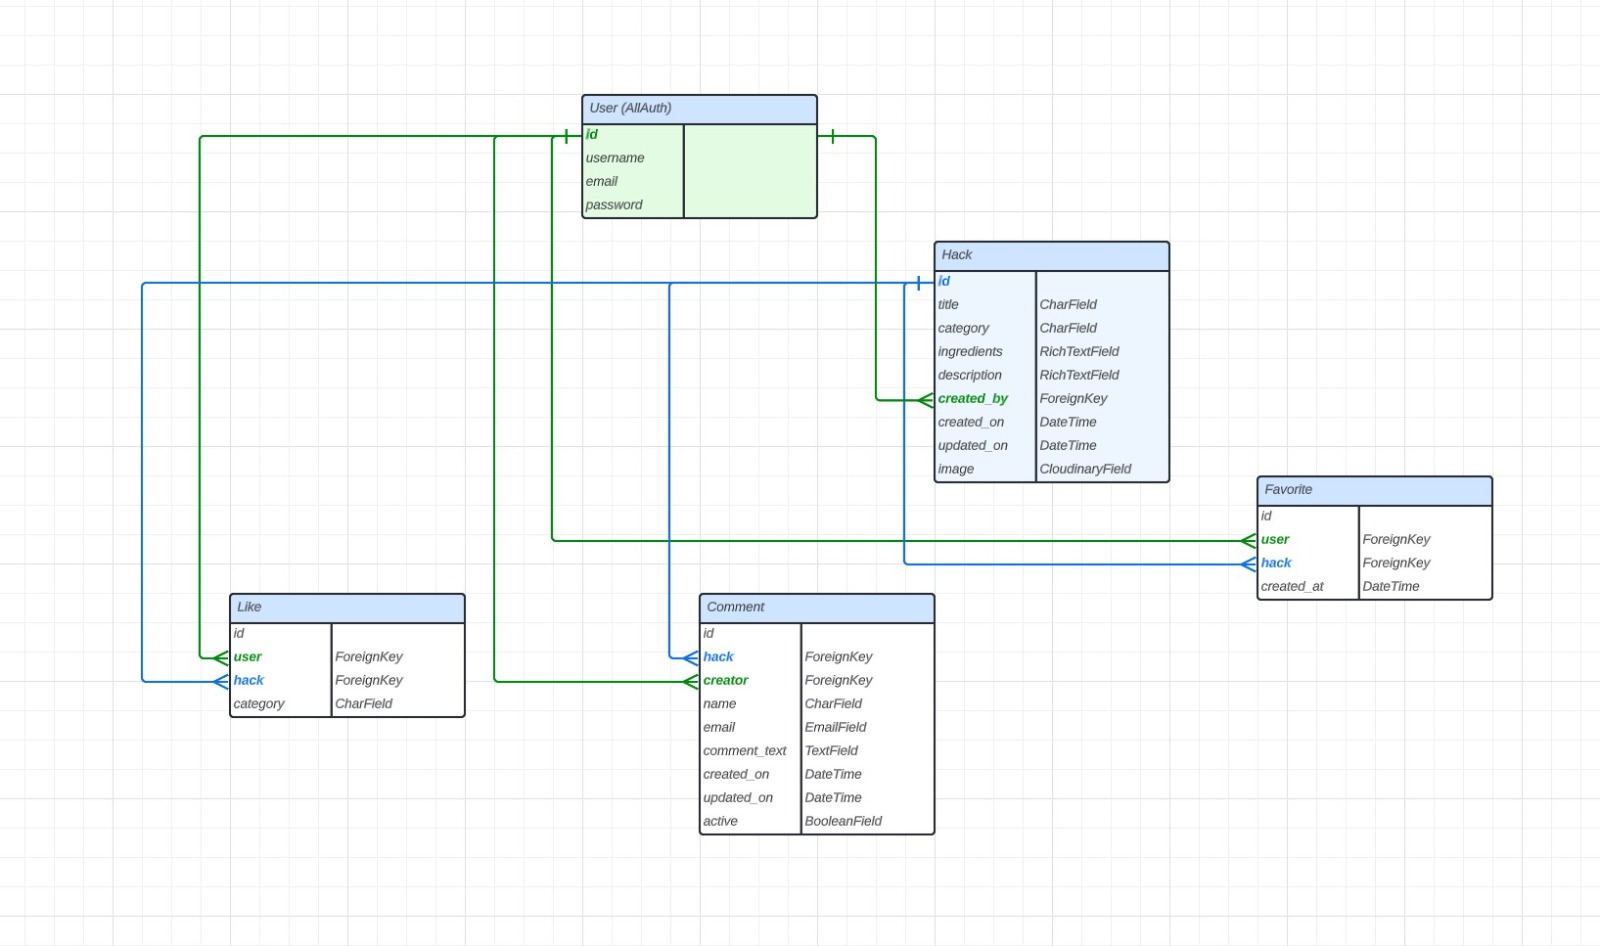 User (AllAuth)
id
username
email
password
Hack
id
title CharField
category CharField
ingredients RichTextField
description RichTextField
created_by ForeignKey
created_on DateTime
updated_on DateTime
image CloudinaryField
Favorite
id
user ForeignKey
hack ForeignKey
created_at DateTime
Like
id
user ForeignKey
hack ForeignKey
category CharField
Comment
id
hack ForeignKey
creator ForeignKey
name CharField
email EmailField
comment_text TextField
created_on DateTime
updated_on DateTime
active BooleanField